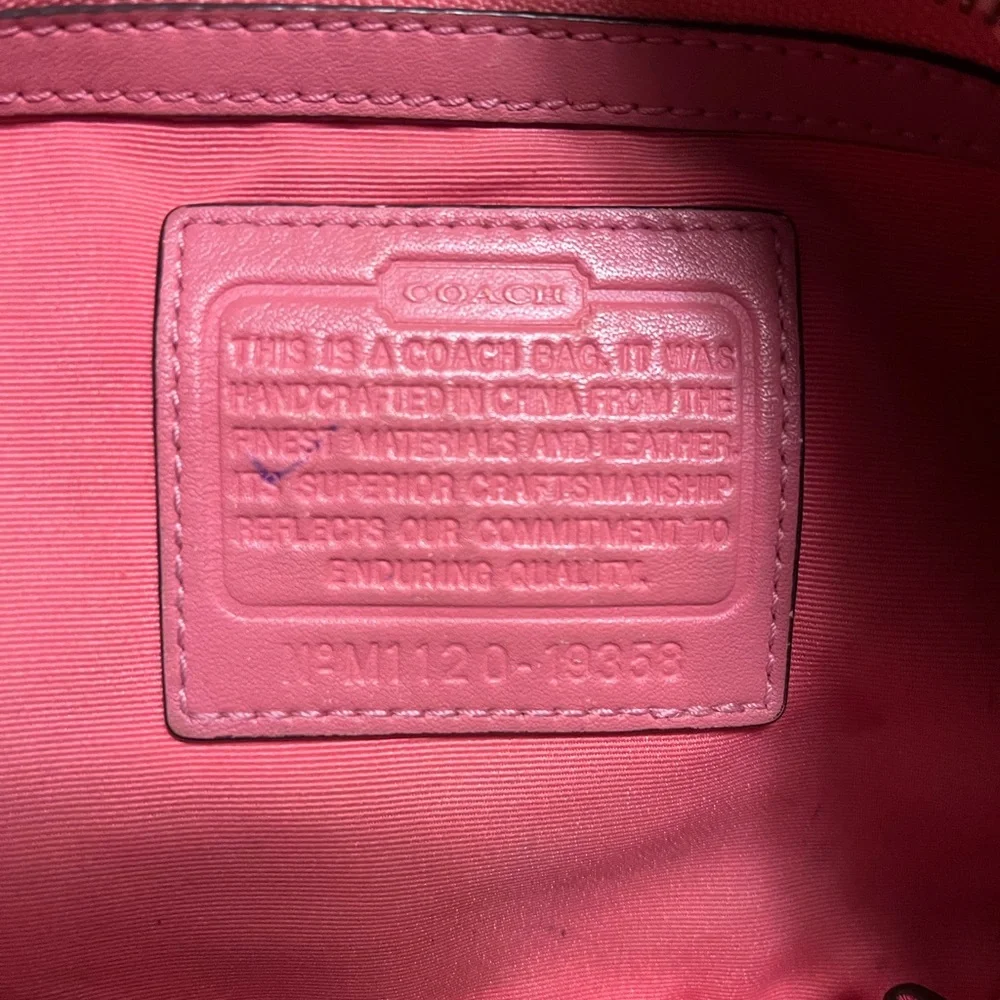 COACH
THIS IS A COACH BAG. IT WAS
HANDCRAFTED IN CHINA FROM THE
FINEST MATERIALS AND LEATHER.
ITS SUPERIOR CRAFTSMANSHIP
REFLECTS OUR COMMITMENT TO
ENDURING QUALITY.
Nº M1120-19358